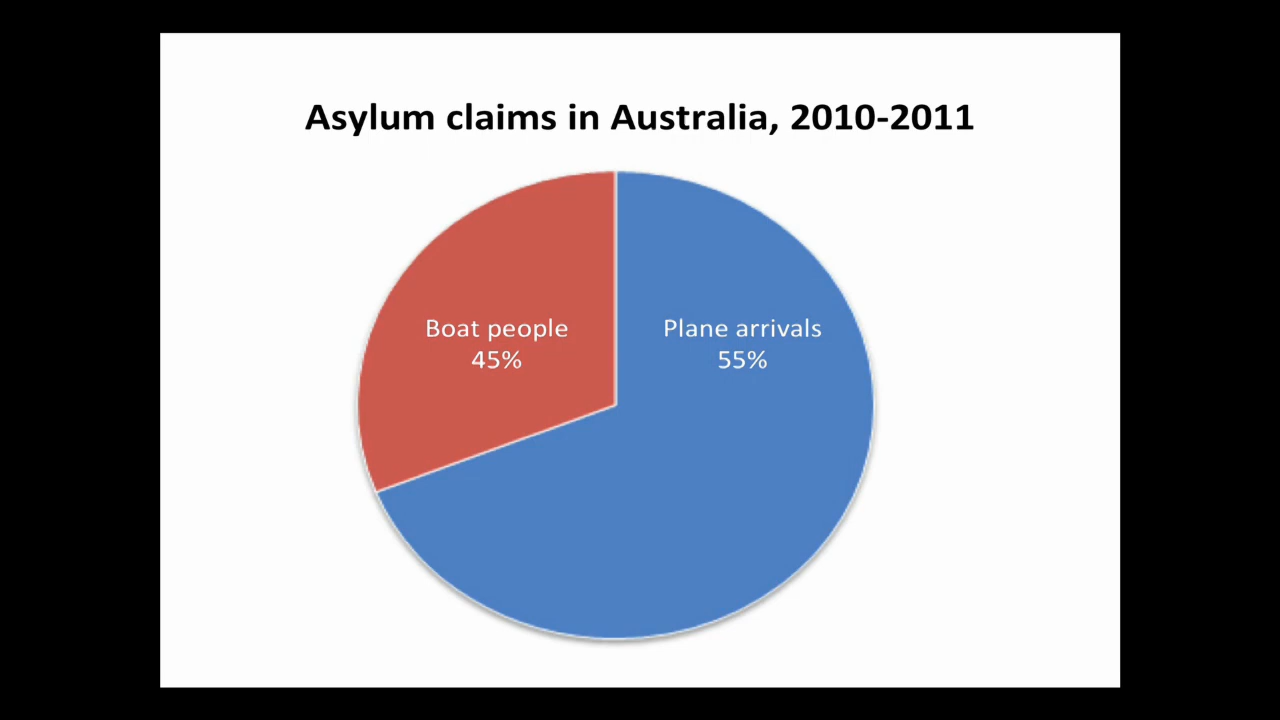 Asylum claims in Australia, 2010-2011
Boat people
45%
Plane arrivals
55%